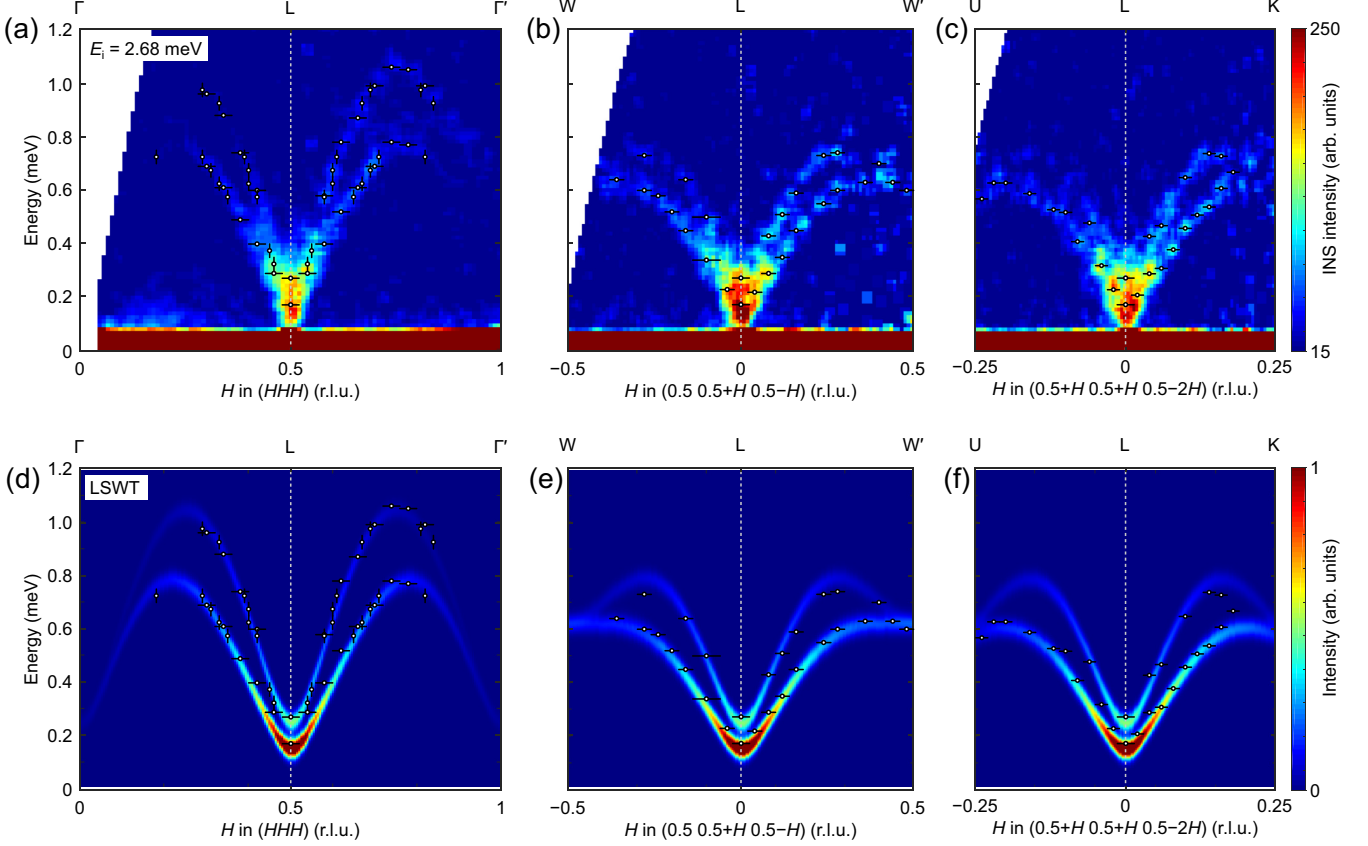 Γ L Γ′ W L W′ U L K
(a) (b) (c)
E_i = 2.68 meV
1.2
1.0
0.8
0.6
0.4
0.2
0
Energy (meV)
250
15
INS intensity (arb. units)
0 0.5 1
H in (HHH) (r.l.u.)
−0.5 0 0.5
H in (0.5 0.5+H 0.5−H) (r.l.u.)
−0.25 0 0.25
H in (0.5+H 0.5+H 0.5−2H) (r.l.u.)
Γ L Γ′ W L W′ U L K
(d) (e) (f)
LSWT
1.2
1.0
0.8
0.6
0.4
0.2
0
Energy (meV)
1
0
Intensity (arb. units)
0 0.5 1
H in (HHH) (r.l.u.)
−0.5 0 0.5
H in (0.5 0.5+H 0.5−H) (r.l.u.)
−0.25 0 0.25
H in (0.5+H 0.5+H 0.5−2H) (r.l.u.)